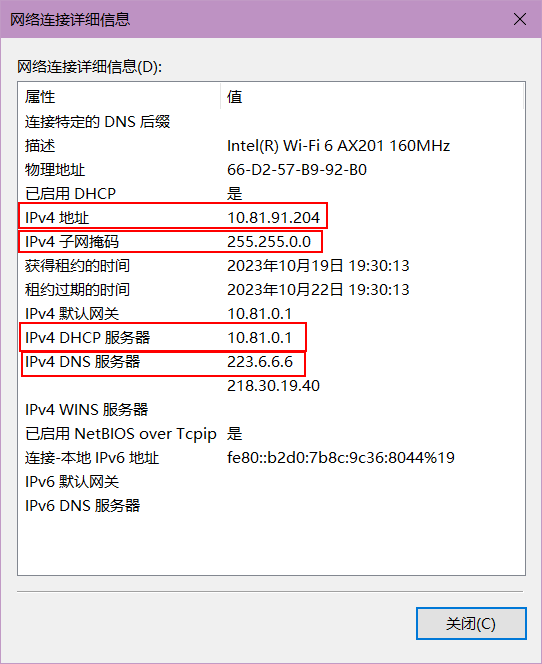 网络连接详细信息
网络连接详细信息(D):
属性 值
连接特定的 DNS 后缀
描述 Intel(R) Wi-Fi 6 AX201 160MHz
物理地址 66-D2-57-B9-92-B0
已启用 DHCP 是
IPv4 地址 10.81.91.204
IPv4 子网掩码 255.255.0.0
获得租约的时间 2023年10月19日 19:30:13
租约过期的时间 2023年10月22日 19:30:13
IPv4 默认网关 10.81.0.1
IPv4 DHCP 服务器 10.81.0.1
IPv4 DNS 服务器 223.6.6.6
218.30.19.40
IPv4 WINS 服务器
已启用 NetBIOS over Tcpip 是
连接-本地 IPv6 地址 fe80::b2d0:7b8c:9c36:8044%19
IPv6 默认网关
IPv6 DNS 服务器
关闭(C)